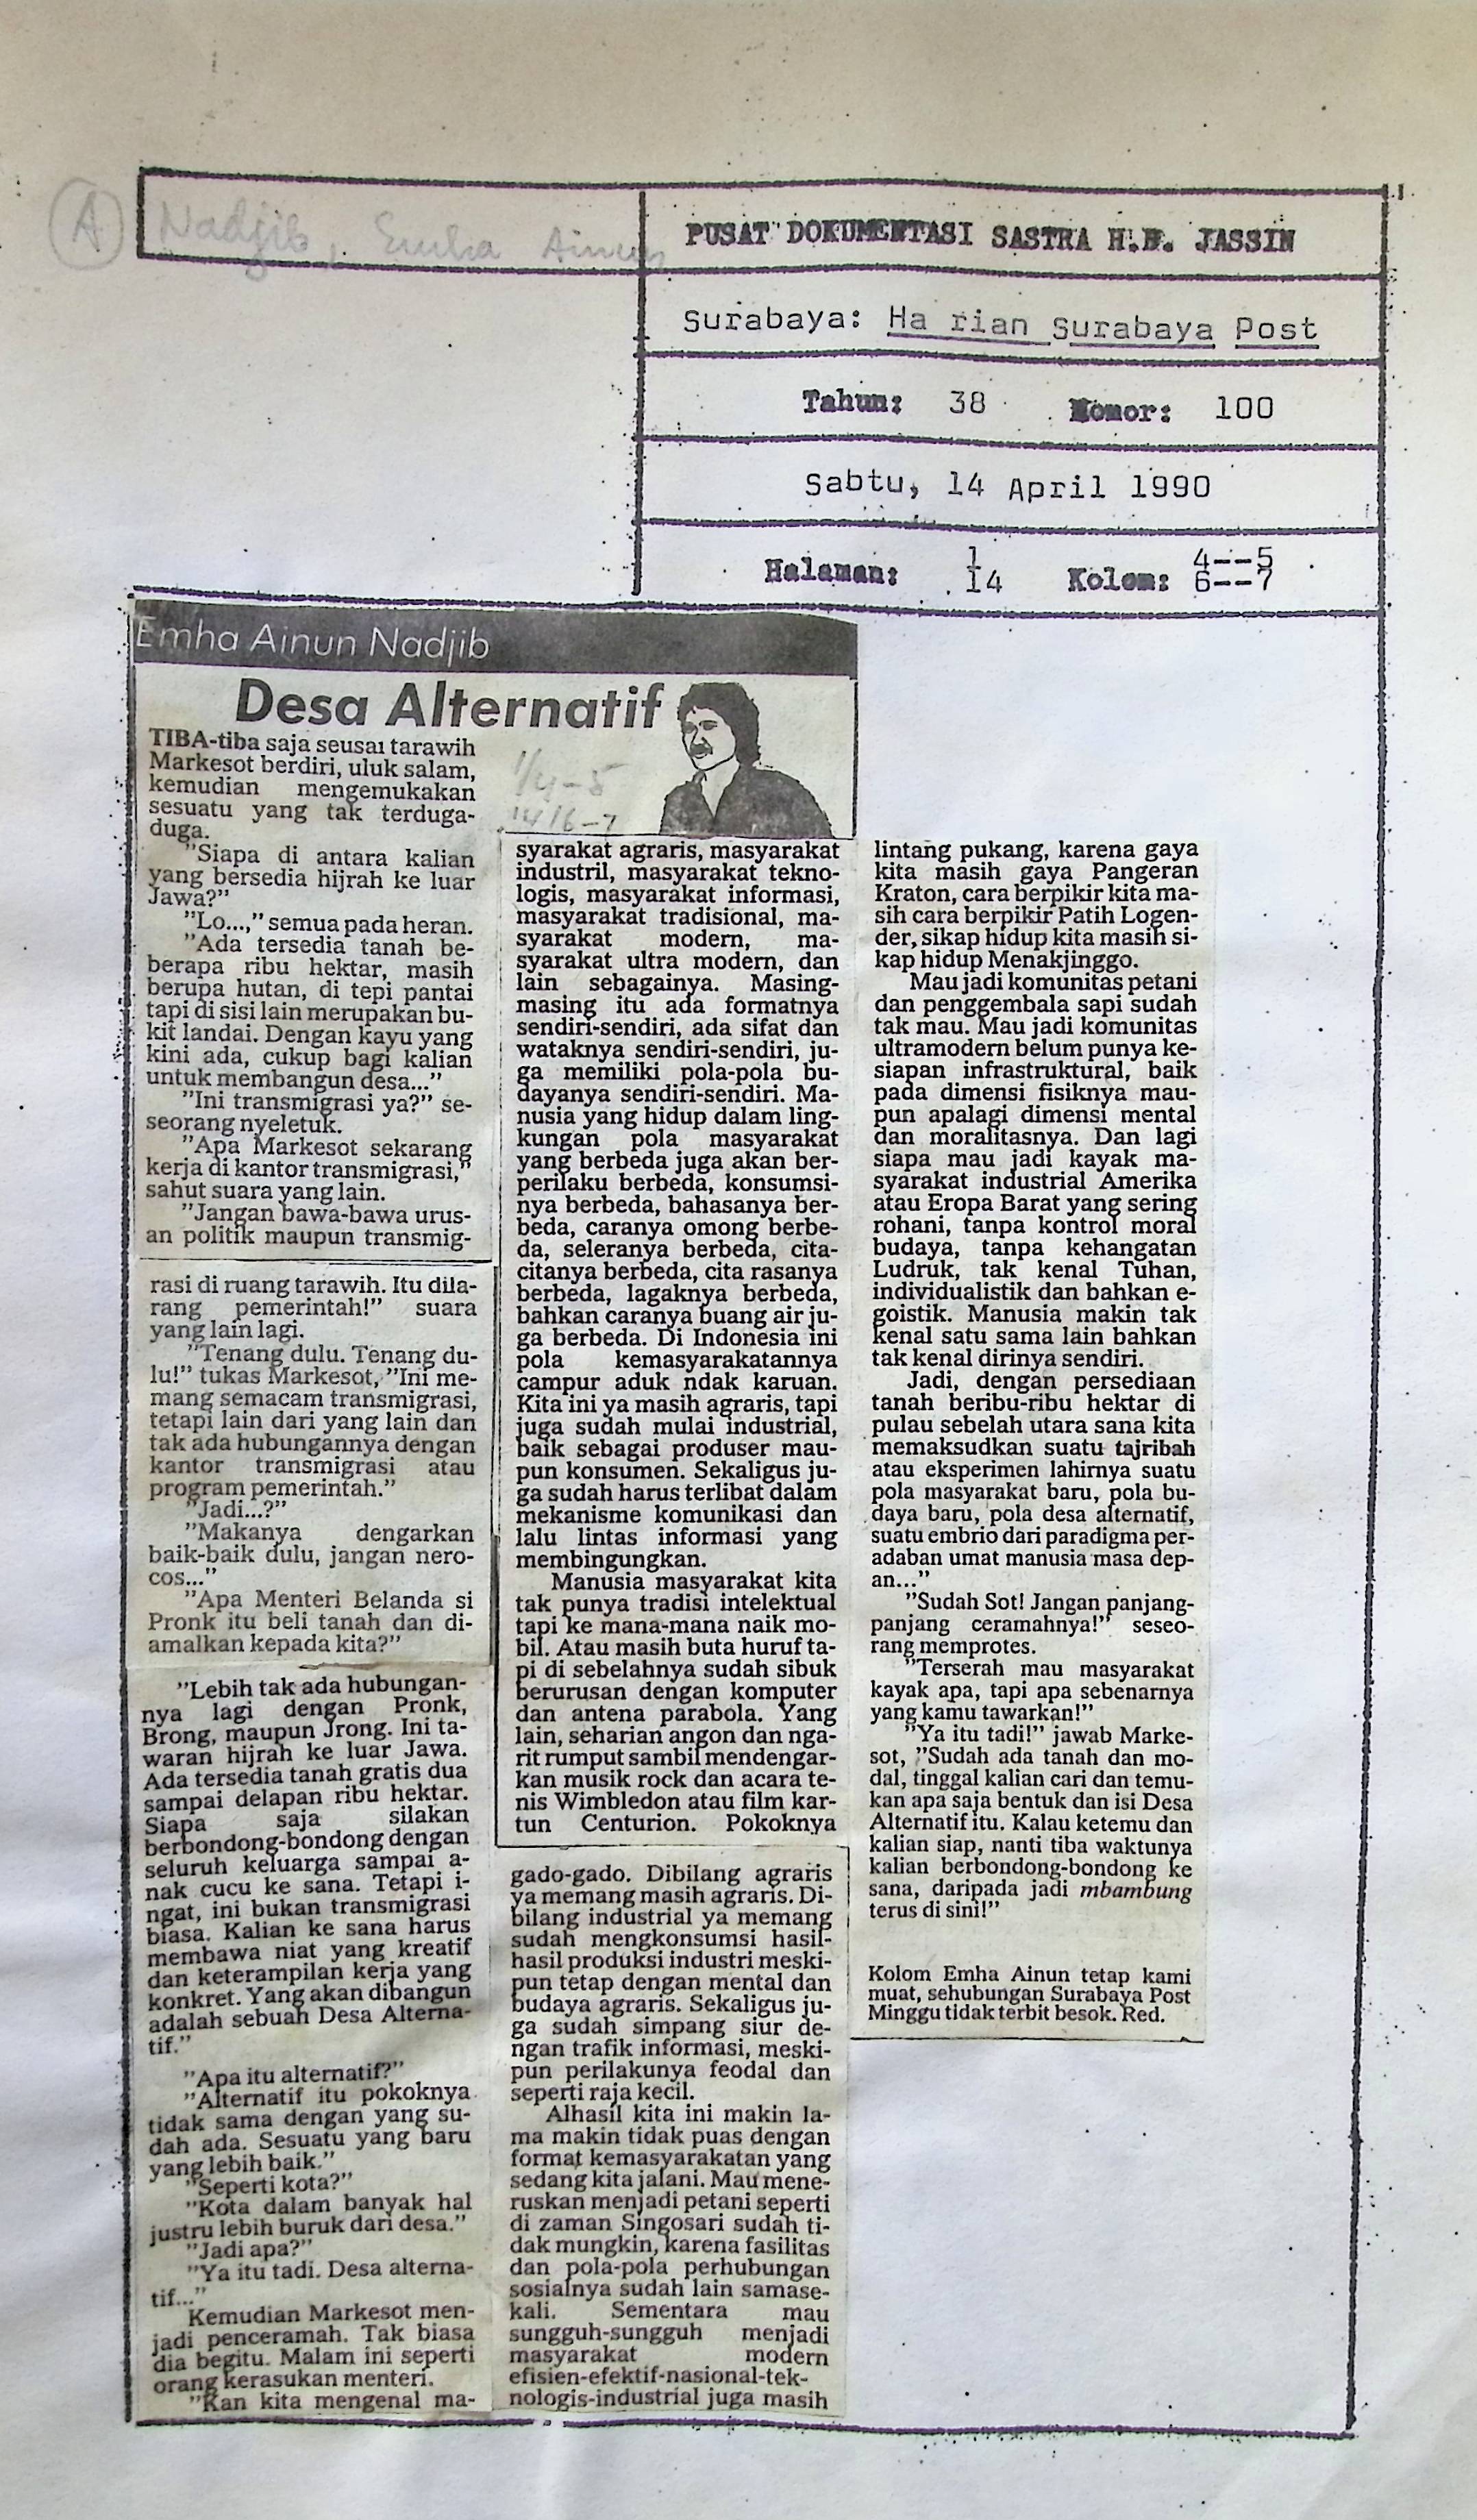 A
Nadjib, Emha Ainun
PUSAT DOKUMENTASI SASTRA H.B. JASSIN
Surabaya: Ha rian Surabaya Post
Tahun: 38 Nomor: 100
Sabtu, 14 April 1990
Halaman: 1 Kolom: 4--5
14 6--7
Emha Ainun Nadjib
Desa Alternatif
1/4-5
14/6-7
TIBA-tiba saja seusai tarawih
Markesot berdiri, uluk salam,
kemudian mengemukakan
sesuatu yang tak terduga-
duga.
"Siapa di antara kalian
yang bersedia hijrah ke luar
Jawa?"
"Lo...," semua pada heran.
"Ada tersedia tanah be-
berapa ribu hektar, masih
berupa hutan, di tepi pantai
tapi di sisi lain merupakan bu-
kit landai. Dengan kayu yang
kini ada, cukup bagi kalian
untuk membangun desa..."
"Ini transmigrasi ya?" se-
seorang nyeletuk.
"Apa Markesot sekarang
kerja di kantor transmigrasi,"
sahut suara yang lain.
"Jangan bawa-bawa urus-
an politik maupun transmig-
rasi di ruang tarawih. Itu dila-
rang pemerintah!" suara
yang lain lagi.
"Tenang dulu. Tenang du-
lu!" tukas Markesot, "Ini me-
mang semacam transmigrasi,
tetapi lain dari yang lain dan
tak ada hubungannya dengan
kantor transmigrasi atau
program pemerintah."
"Jadi...?"
"Makanya dengarkan
baik-baik dulu, jangan nero-
cos..."
"Apa Menteri Belanda si
Pronk itu beli tanah dan di-
amalkan kepada kita?"
"Lebih tak ada hubungan-
nya lagi dengan Pronk,
Brong, maupun Jrong. Ini ta-
waran hijrah ke luar Jawa.
Ada tersedia tanah gratis dua
sampai delapan ribu hektar.
Siapa saja silakan
berbondong-bondong dengan
seluruh keluarga sampai a-
nak cucu ke sana. Tetapi i-
ngat, ini bukan transmigrasi
biasa. Kalian ke sana harus
membawa niat yang kreatif
dan keterampilan kerja yang
konkret. Yang akan dibangun
adalah sebuah Desa Alterna-
tif."
"Apa itu alternatif?"
"Alternatif itu pokoknya
tidak sama dengan yang su-
dah ada. Sesuatu yang baru
yang lebih baik."
"Seperti kota?"
"Kota dalam banyak hal
justru lebih buruk dari desa."
"Jadi apa?"
"Ya itu tadi. Desa alterna-
tif..."
Kemudian Markesot men-
jadi penceramah. Tak biasa
dia begitu. Malam ini seperti
orang kerasukan menteri.
"Kan kita mengenal ma-
syarakat agraris, masyarakat
industril, masyarakat tekno-
logis, masyarakat informasi,
masyarakat tradisional, ma-
syarakat modern, ma-
syarakat ultra modern, dan
lain sebagainya. Masing-
masing itu ada formatnya
sendiri-sendiri, ada sifat dan
wataknya sendiri-sendiri, ju-
ga memiliki pola-pola bu-
dayanya sendiri-sendiri. Ma-
nusia yang hidup dalam ling-
kungan pola masyarakat
yang berbeda juga akan ber-
perilaku berbeda, konsumsi-
nya berbeda, bahasanya ber-
beda, caranya omong berbe-
da, seleranya berbeda, cita-
citanya berbeda, cita rasanya
berbeda, lagaknya berbeda,
bahkan caranya buang air ju-
ga berbeda. Di Indonesia ini
pola kemasyarakatannya
campur aduk ndak karuan.
Kita ini ya masih agraris, tapi
juga sudah mulai industrial,
baik sebagai produser mau-
pun konsumen. Sekaligus ju-
ga sudah harus terlibat dalam
mekanisme komunikasi dan
lalu lintas informasi yang
membingungkan.
Manusia masyarakat kita
tak punya tradisi intelektual
tapi ke mana-mana naik mo-
bil. Atau masih buta huruf ta-
pi di sebelahnya sudah sibuk
berurusan dengan komputer
dan antena parabola. Yang
lain, seharian angon dan nga-
rit rumput sambil mendengar-
kan musik rock dan acara te-
nis Wimbledon atau film kar-
tun Centurion. Pokoknya
gado-gado. Dibilang agraris
ya memang masih agraris. Di-
bilang industrial ya memang
sudah mengkonsumsi hasil-
hasil produksi industri meski-
pun tetap dengan mental dan
budaya agraris. Sekaligus ju-
ga sudah simpang siur de-
ngan trafik informasi, meski-
pun perilakunya feodal dan
seperti raja kecil.
Alhasil kita ini makin la-
ma makin tidak puas dengan
format kemasyarakatan yang
sedang kita jalani. Mau mene-
ruskan menjadi petani seperti
di zaman Singosari sudah ti-
dak mungkin, karena fasilitas
dan pola-pola perhubungan
sosialnya sudah lain samase-
kali. Sementara mau
sungguh-sungguh menjadi
masyarakat modern
efisien-efektif-nasional-tek-
nologis-industrial juga masih
lintang pukang, karena gaya
kita masih gaya Pangeran
Kraton, cara berpikir kita ma-
sih cara berpikir Patih Logen-
der, sikap hidup kita masih si-
kap hidup Menakjinggo.
Mau jadi komunitas petani
dan penggembala sapi sudah
tak mau. Mau jadi komunitas
ultramodern belum punya ke-
siapan infrastruktural, baik
pada dimensi fisiknya mau-
pun apalagi dimensi mental
dan moralitasnya. Dan lagi
siapa mau jadi kayak ma-
syarakat industrial Amerika
atau Eropa Barat yang sering
rohani, tanpa kontrol moral
budaya, tanpa kehangatan
Ludruk, tak kenal Tuhan,
individualistik dan bahkan e-
goistik. Manusia makin tak
kenal satu sama lain bahkan
tak kenal dirinya sendiri.
Jadi, dengan persediaan
tanah beribu-ribu hektar di
pulau sebelah utara sana kita
memaksudkan suatu tajribah
atau eksperimen lahirnya suatu
pola masyarakat baru, pola bu-
daya baru, pola desa alternatif,
suatu embrio dari paradigma per-
adaban umat manusia masa dep-
an..."
"Sudah Sot! Jangan panjang-
panjang ceramahnya!" seseo-
rang memprotes.
"Terserah mau masyarakat
kayak apa, tapi apa sebenarnya
yang kamu tawarkan!"
"Ya itu tadi!" jawab Marke-
sot, "Sudah ada tanah dan mo-
dal, tinggal kalian cari dan temu-
kan apa saja bentuk dan isi Desa
Alternatif itu. Kalau ketemu dan
kalian siap, nanti tiba waktunya
kalian berbondong-bondong ke
sana, daripada jadi mbambung
terus di sini!"
Kolom Emha Ainun tetap kami
muat, sehubungan Surabaya Post
Minggu tidak terbit besok. Red.